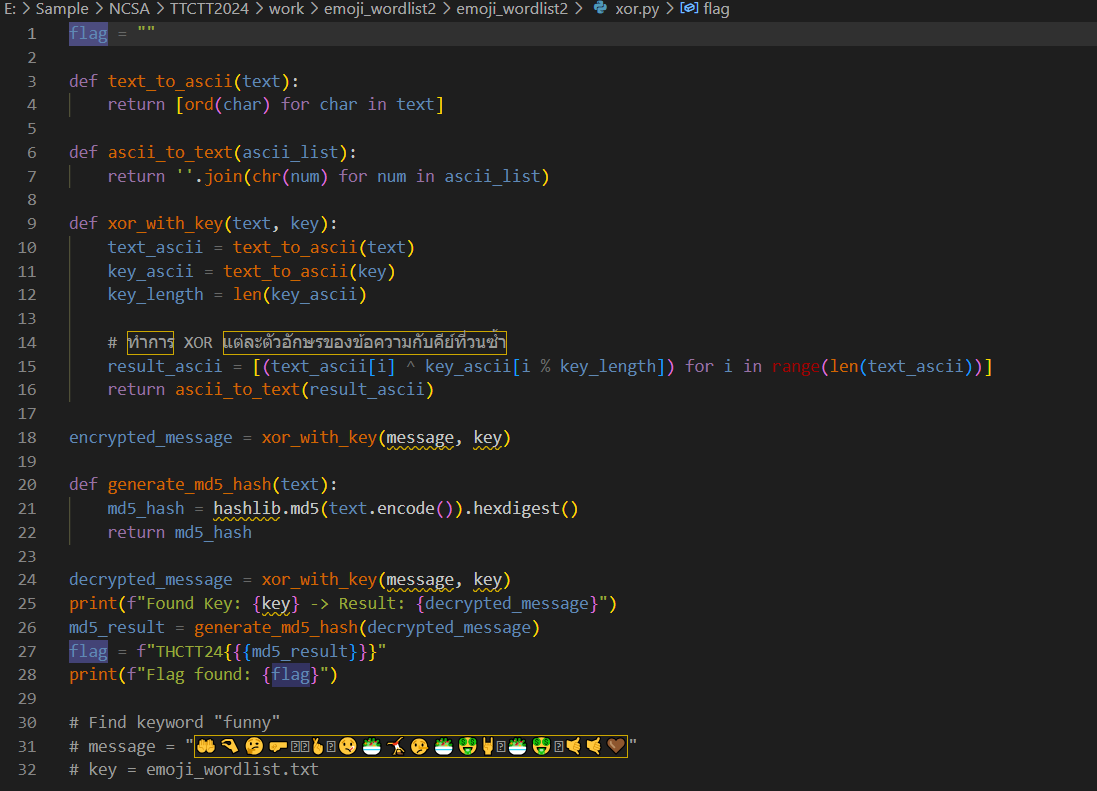 E: > Sample > NCSA > TTCTT2024 > work > emoji_wordlist2 > emoji_wordlist2 > xor.py > flag
1 flag = ""
2
3 def text_to_ascii(text):
4     return [ord(char) for char in text]
5
6 def ascii_to_text(ascii_list):
7     return ''.join(chr(num) for num in ascii_list)
8
9 def xor_with_key(text, key):
10     text_ascii = text_to_ascii(text)
11     key_ascii = text_to_ascii(key)
12     key_length = len(key_ascii)
13
14     # ทำการ XOR แต่ละตัวอักษรของข้อความกับคีย์ที่วนซ้ำ
15     result_ascii = [(text_ascii[i] ^ key_ascii[i % key_length]) for i in range(len(text_ascii))]
16     return ascii_to_text(result_ascii)
17
18 encrypted_message = xor_with_key(message, key)
19
20 def generate_md5_hash(text):
21     md5_hash = hashlib.md5(text.encode()).hexdigest()
22     return md5_hash
23
24 decrypted_message = xor_with_key(message, key)
25 print(f"Found Key: {key} -> Result: {decrypted_message}")
26 md5_result = generate_md5_hash(decrypted_message)
27 flag = f"THCTT24{{{md5_result}}}"
28 print(f"Flag found: {flag}")
29
30 # Find keyword "funny"
31 # message = ""
32 # key = emoji_wordlist.txt